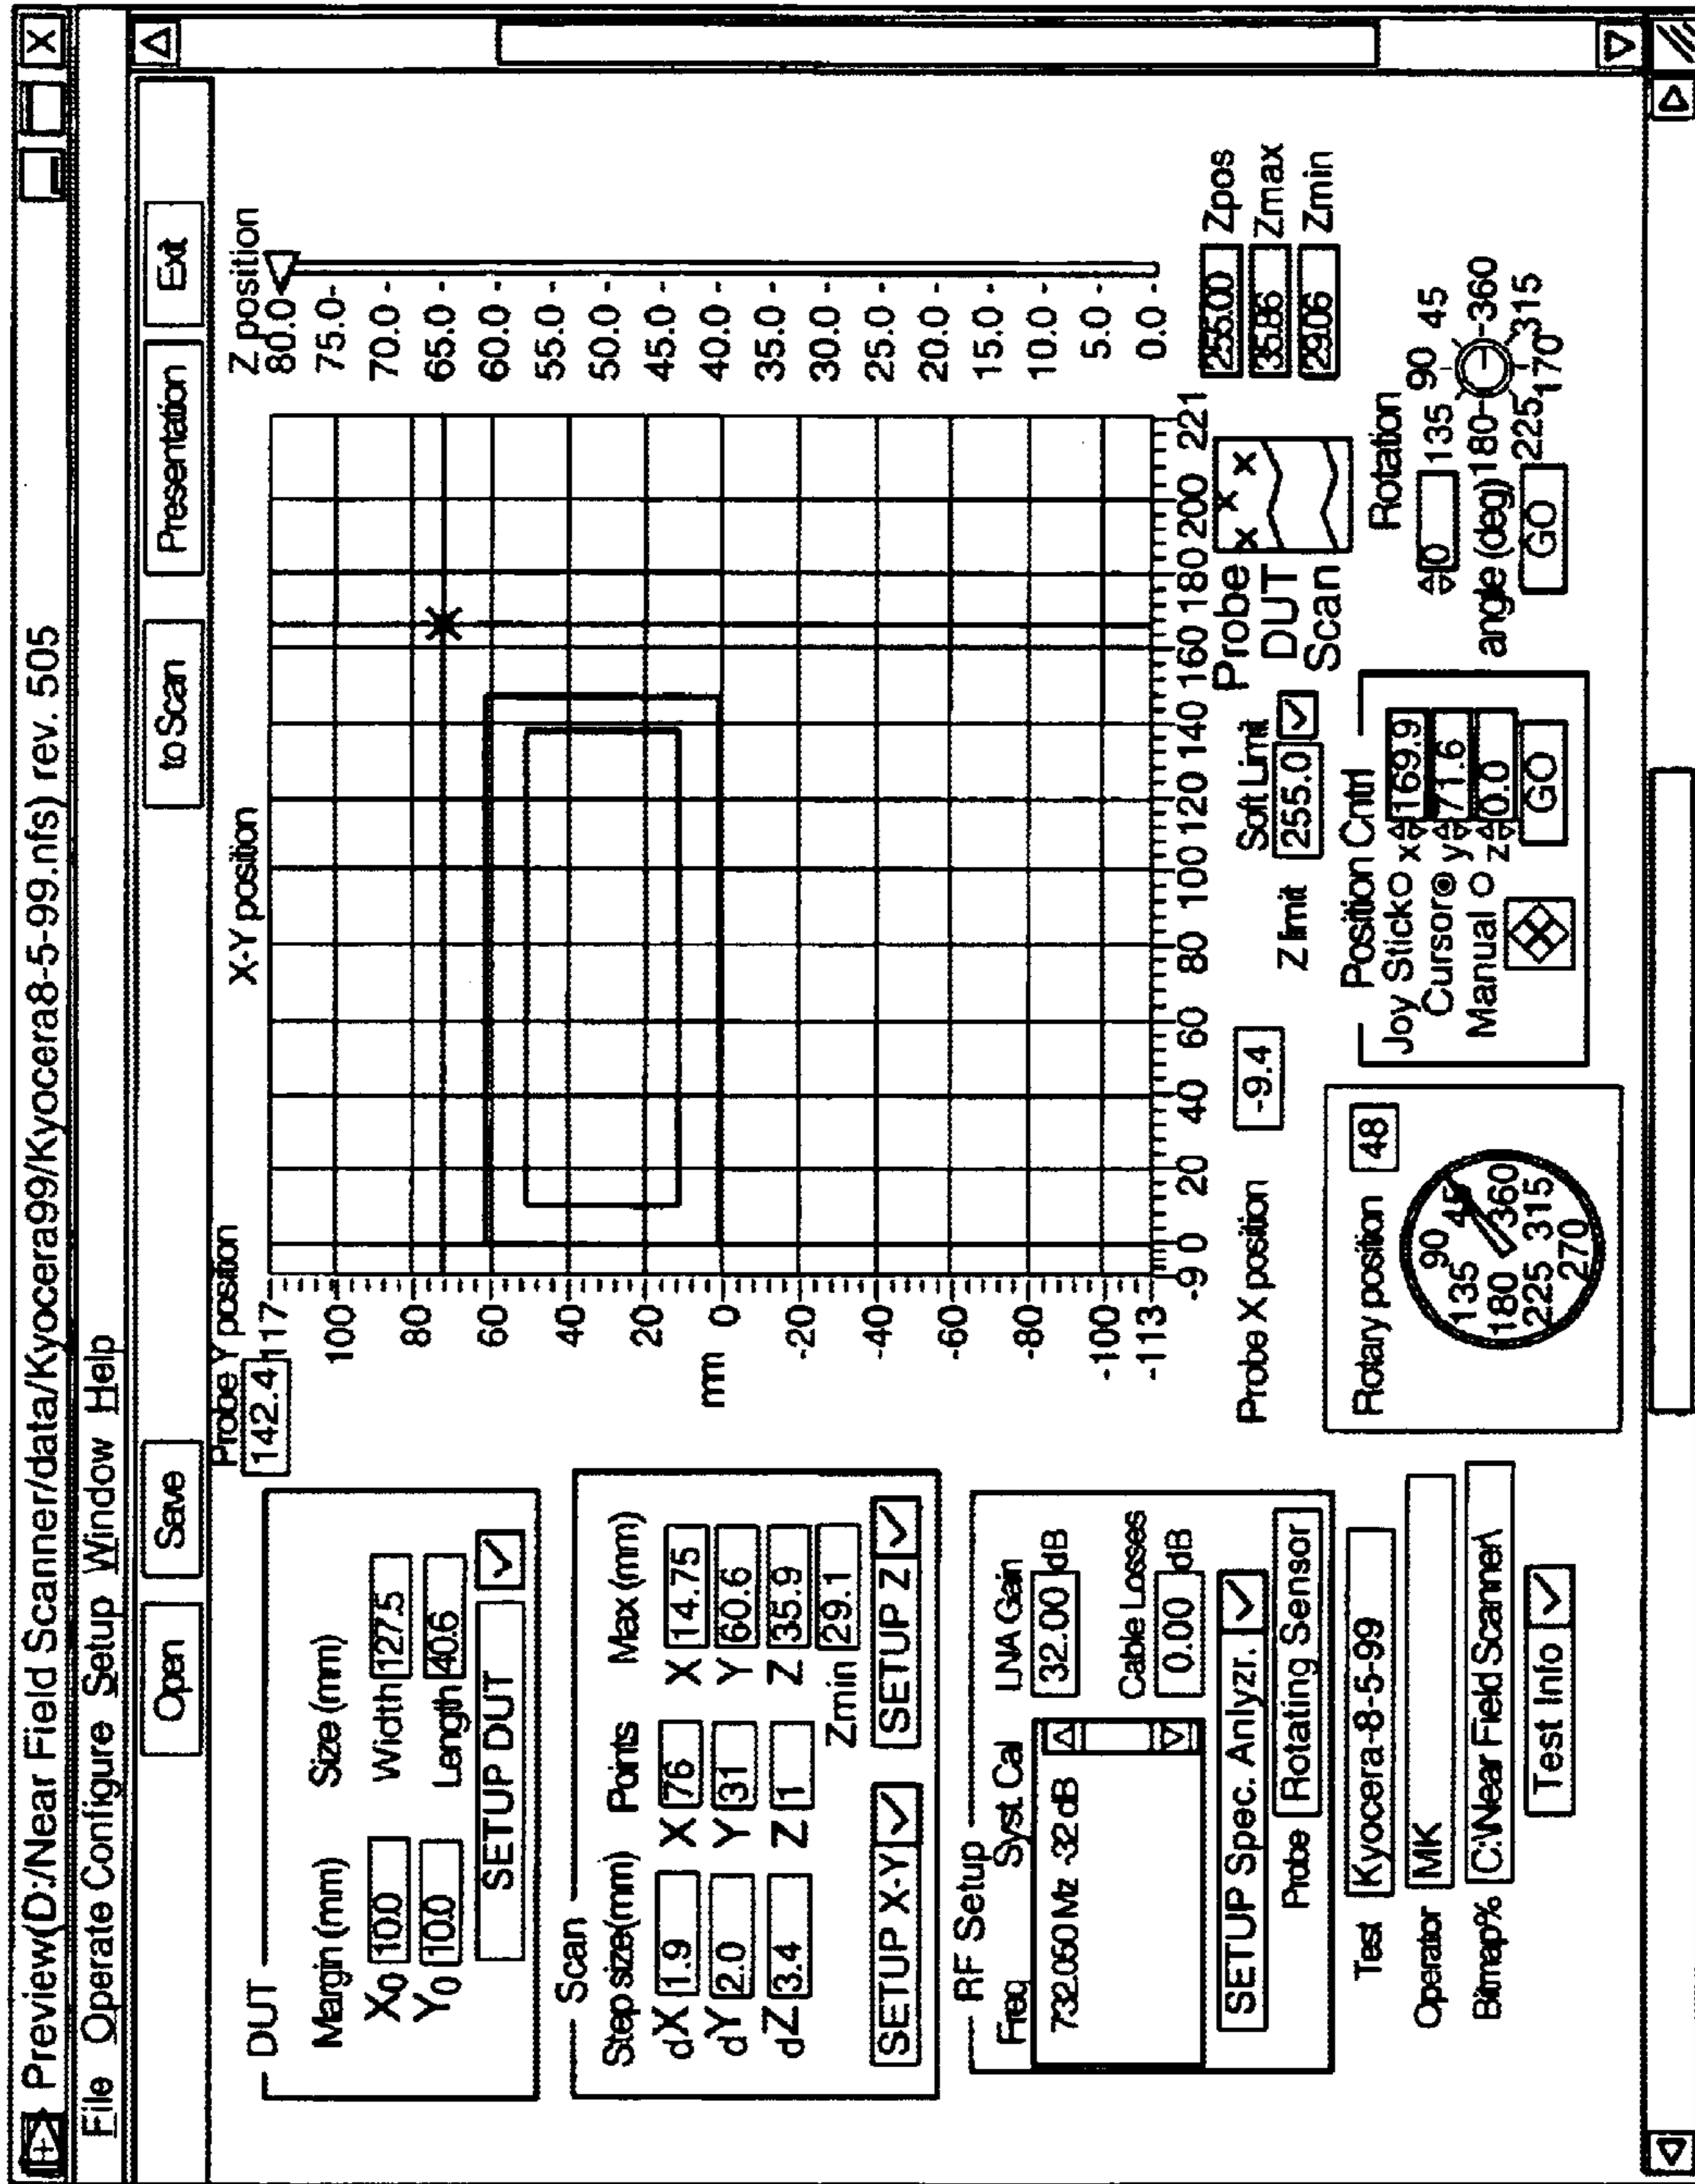 Preview(D:/Near Field Scanner/data/Kyocera99/Kyocera8-5-99.nfs) rev. 505
File Operate Configure Setup Window Help
Open Save to Scan Presentation Exit
DUT
Margin (mm) Size (mm)
X0 10.0 Width 127.5
Y0 10.0 Length 40.6
SETUP DUT
Scan
Step size(mm) Points Max (mm)
dX 1.9 X 76 X 14.75
dY 2.0 Y 31 Y 60.6
dZ 3.4 Z 1 Z 35.9
Zmin 29.1
SETUP X-Y SETUP Z
RF Setup
Freq Syst. Cal LNA Gain
732.050 Mz -32 dB 32.00 dB
Cable Losses
0.00 dB
SETUP Spec. Anlyzr.
Probe Rotating Sensor
Test Kyocera-8-5-99
Operator MK
Bitmap% C:\Near Field Scanner\
Test Info
Probe Y position
142.4
X-Y position
117
100
80
60
40
20
mm 0
-20
-40
-60
-80
-100
-113
-9 0 20 40 60 80 100 120 140 160 180 200 221
Z position
80.0
75.0
70.0
65.0
60.0
55.0
50.0
45.0
40.0
35.0
30.0
25.0
20.0
15.0
10.0
5.0
0.0
Probe X position -9.4
Z limit Soft Limit
255.0
Probe
DUT
Scan
255.00 Zpos
35.86 Zmax
29.06 Zmin
Rotary position 48
90
135 45
180 360
225 315
270
Position Cntrl
Joy Stick x 169.9
Cursor y 71.6
Manual z 0.0
GO
Rotation
0 135 90 45
angle (deg) 180 360
GO 225 170 315